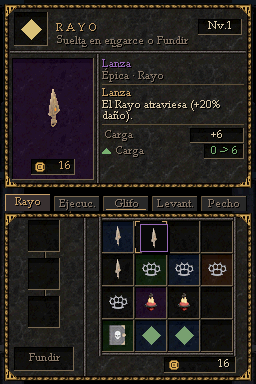 RAYO
Nv.1
Suelta en engarce o Fundir
Lanza
Épica · Rayo
Lanza
El Rayo atraviesa (+20%
daño).
Carga +6
Carga 0 -> 6
16
Rayo Ejecuc. Glifo Levant. Pecho
Fundir
16